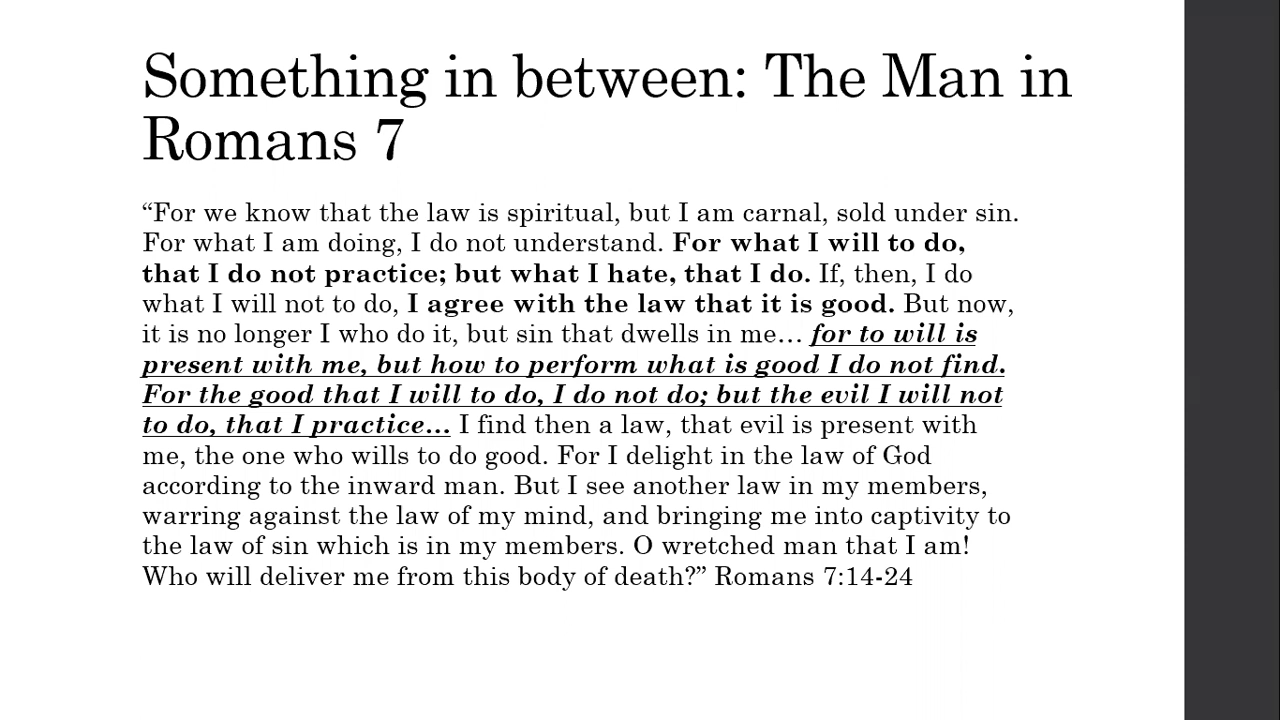 Something in between: The Man in
Romans 7
“For we know that the law is spiritual, but I am carnal, sold under sin.
For what I am doing, I do not understand. For what I will to do,
that I do not practice; but what I hate, that I do. If, then, I do
what I will not to do, I agree with the law that it is good. But now,
it is no longer I who do it, but sin that dwells in me… for to will is
present with me, but how to perform what is good I do not find.
For the good that I will to do, I do not do; but the evil I will not
to do, that I practice… I find then a law, that evil is present with
me, the one who wills to do good. For I delight in the law of God
according to the inward man. But I see another law in my members,
warring against the law of my mind, and bringing me into captivity to
the law of sin which is in my members. O wretched man that I am!
Who will deliver me from this body of death?” Romans 7:14-24